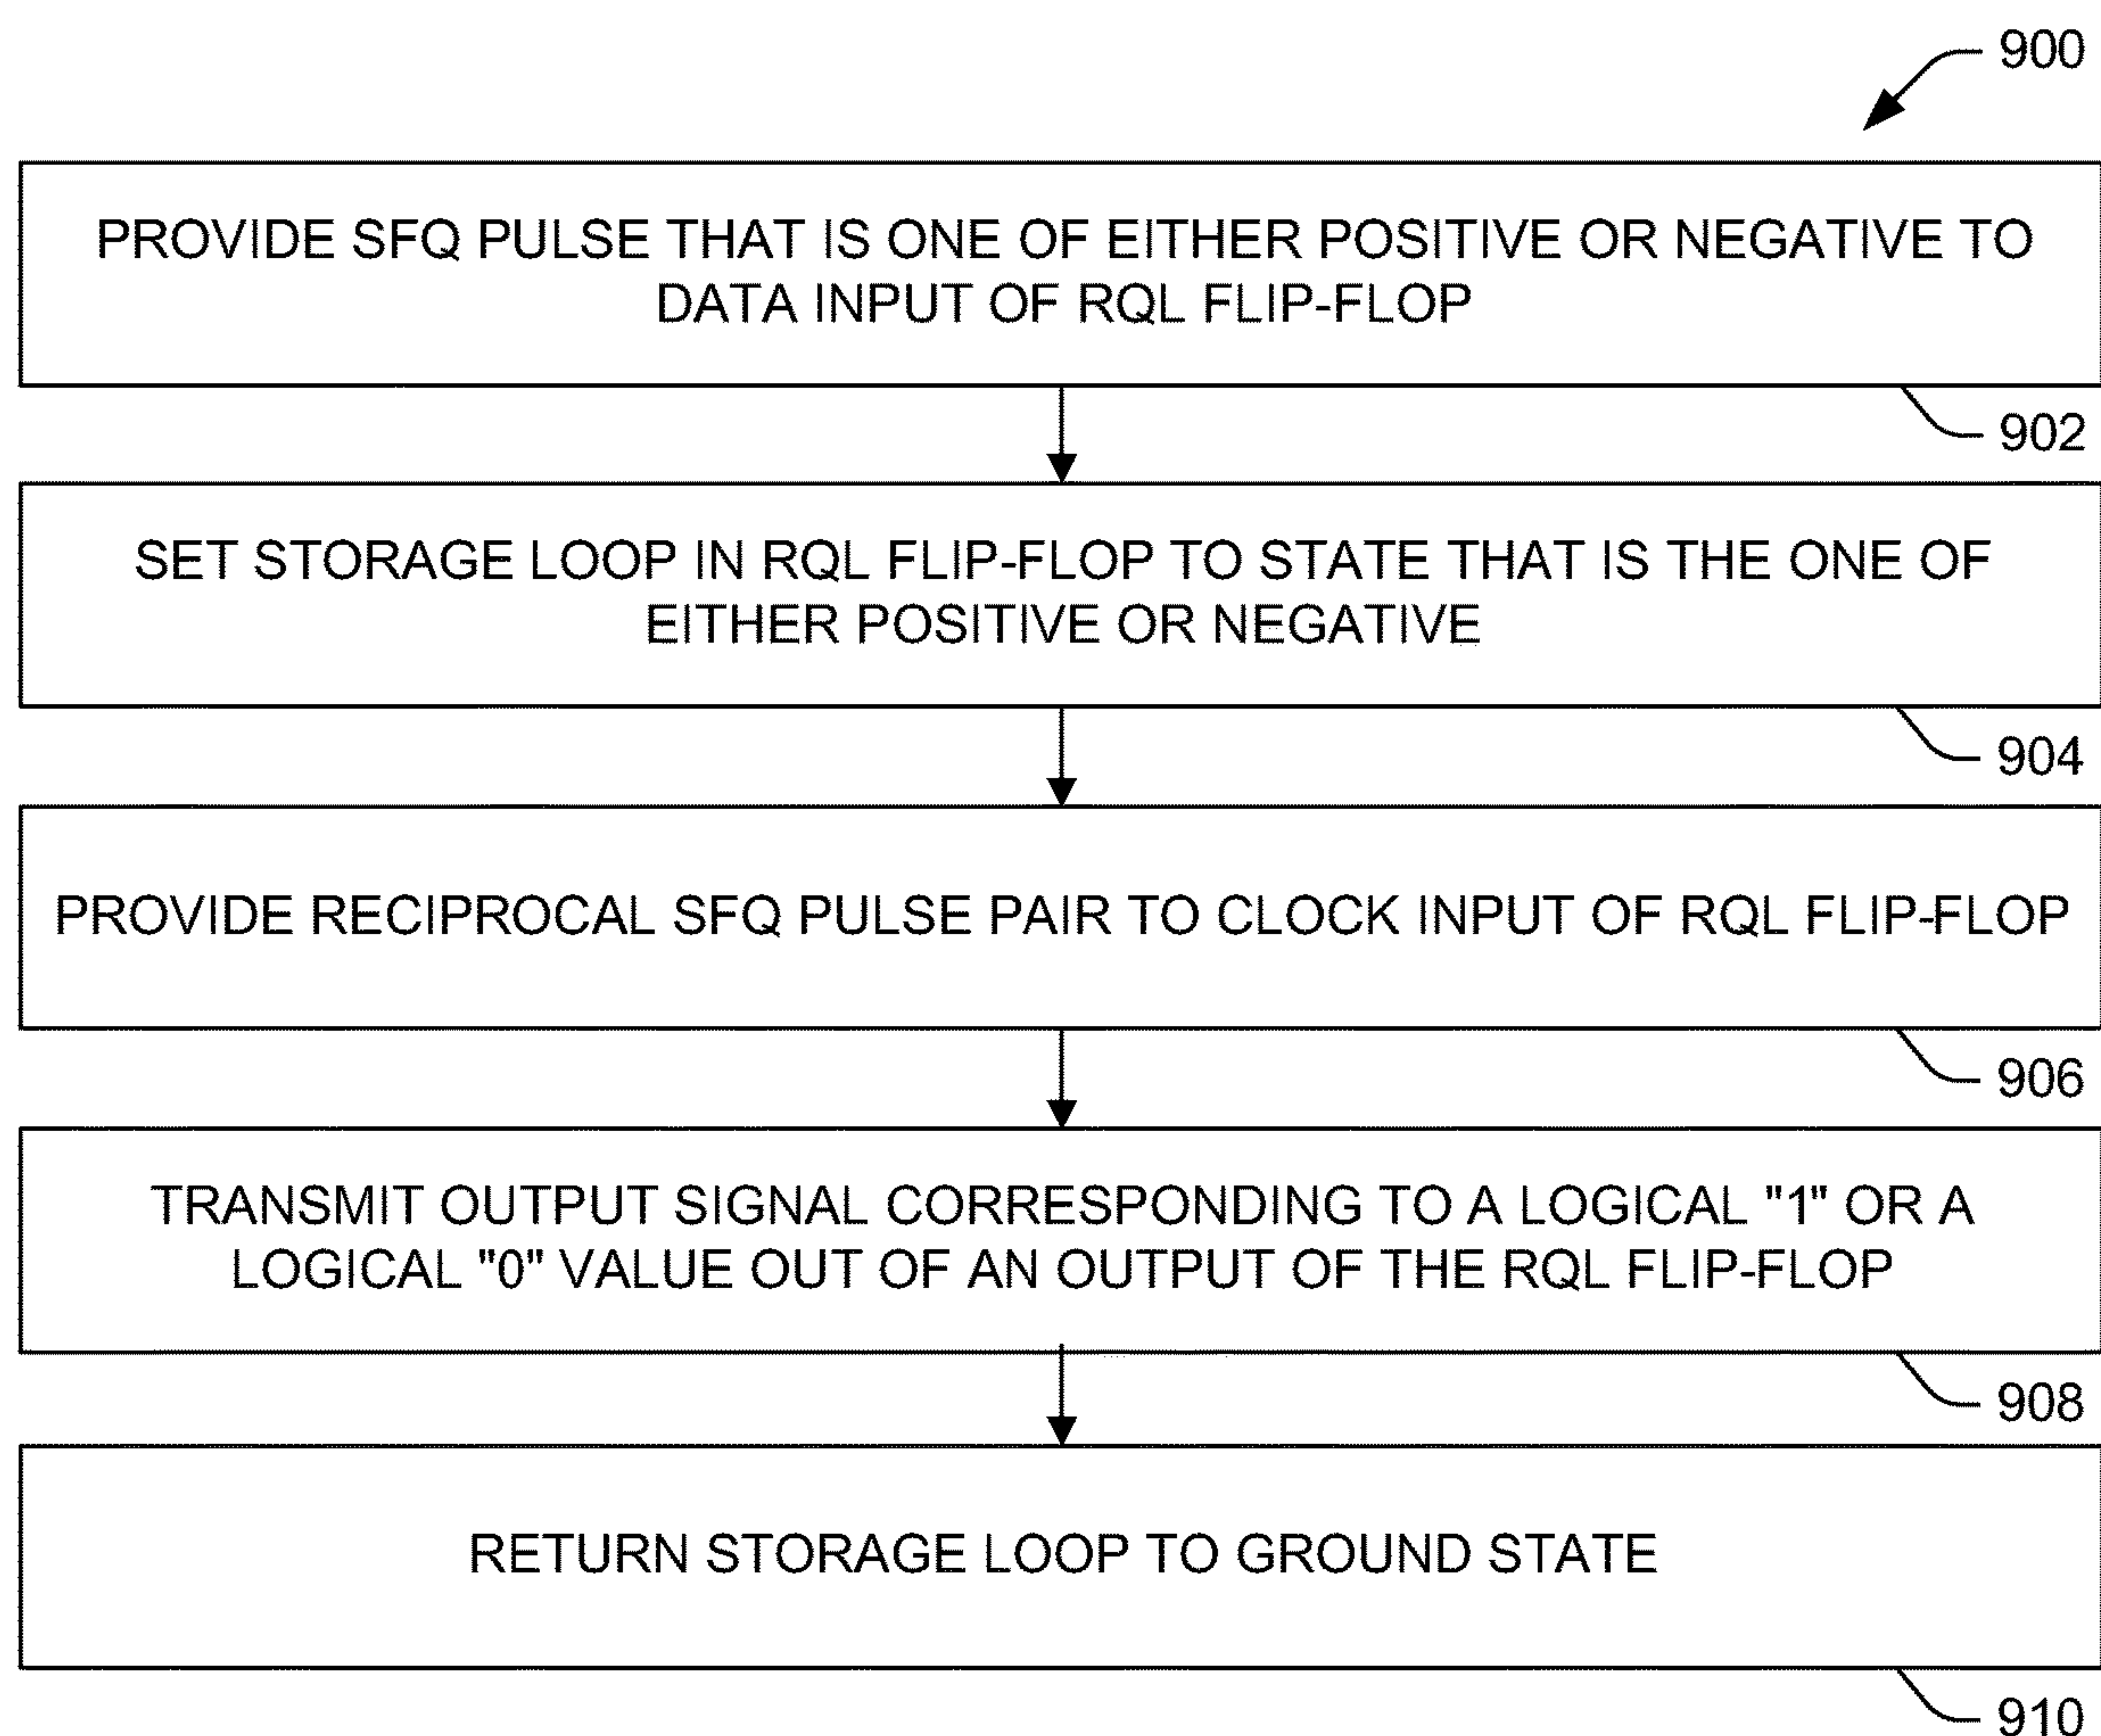 900
PROVIDE SFQ PULSE THAT IS ONE OF EITHER POSITIVE OR NEGATIVE TO
DATA INPUT OF RQL FLIP-FLOP
902
SET STORAGE LOOP IN RQL FLIP-FLOP TO STATE THAT IS THE ONE OF
EITHER POSITIVE OR NEGATIVE
904
PROVIDE RECIPROCAL SFQ PULSE PAIR TO CLOCK INPUT OF RQL FLIP-FLOP
906
TRANSMIT OUTPUT SIGNAL CORRESPONDING TO A LOGICAL "1" OR A
LOGICAL "0" VALUE OUT OF AN OUTPUT OF THE RQL FLIP-FLOP
908
RETURN STORAGE LOOP TO GROUND STATE
910